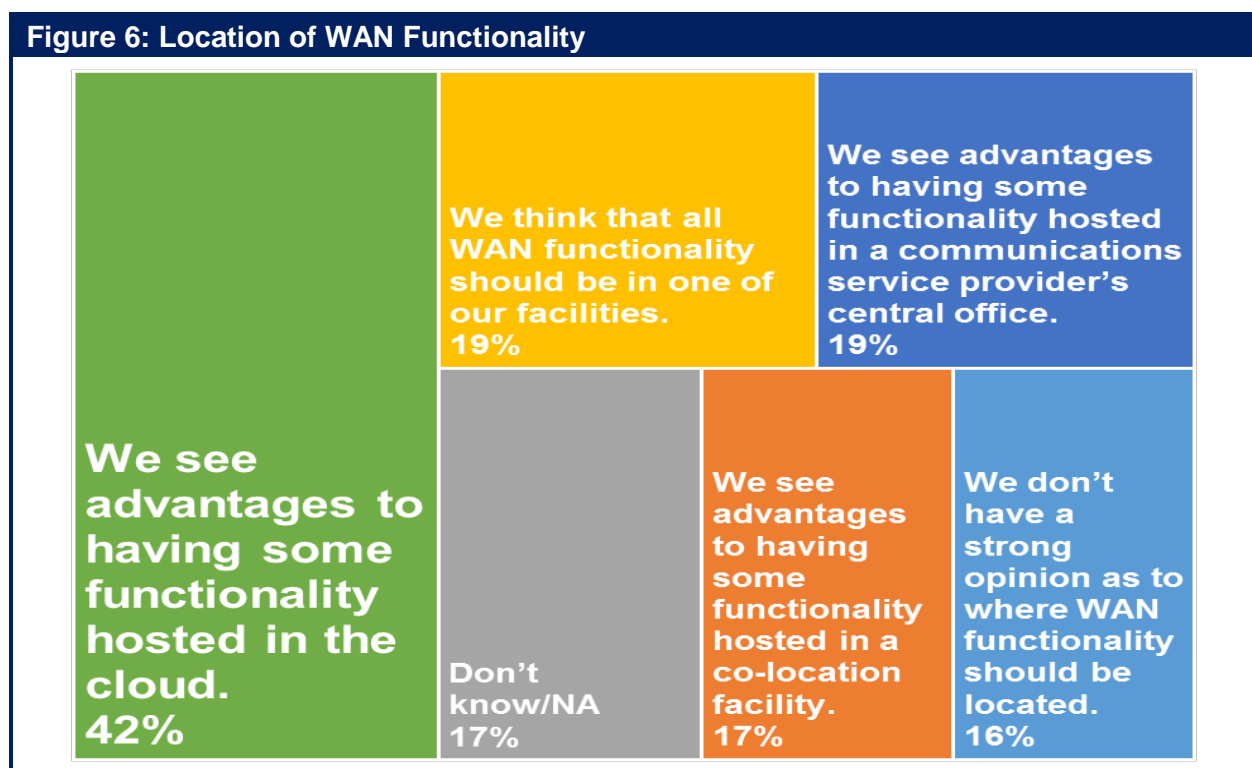 Figure 6: Location of WAN Functionality
We see
advantages to
having some
functionality
hosted in the
cloud.
42%
We think that all
WAN functionality
should be in one of
our facilities.
19%
We see advantages
to having some
functionality hosted
in a communications
service provider’s
central office.
19%
Don’t
know/NA
17%
We see
advantages
to having
some
functionality
hosted in a
co-location
facility.
17%
We don’t
have a
strong
opinion as to
where WAN
functionality
should be
located.
16%